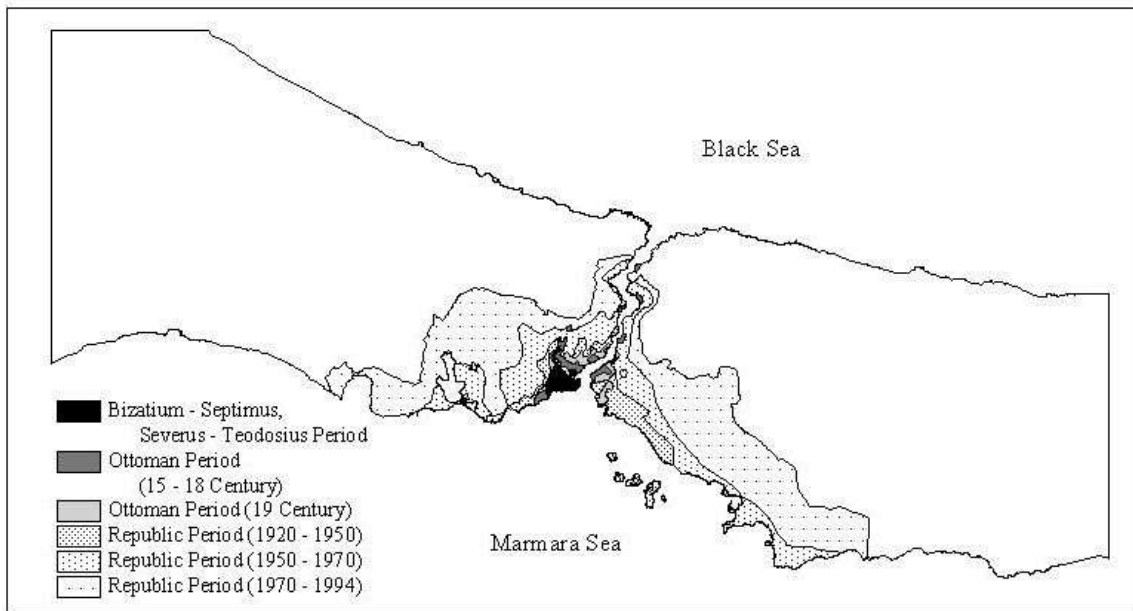 Black Sea
Bizatium - Septimus,
Severus - Teodosius Period
Ottoman Period
(15 - 18 Century)
Ottoman Period (19 Century)
Republic Period (1920 - 1950)
Republic Period (1950 - 1970)
Republic Period (1970 - 1994)
Marmara Sea